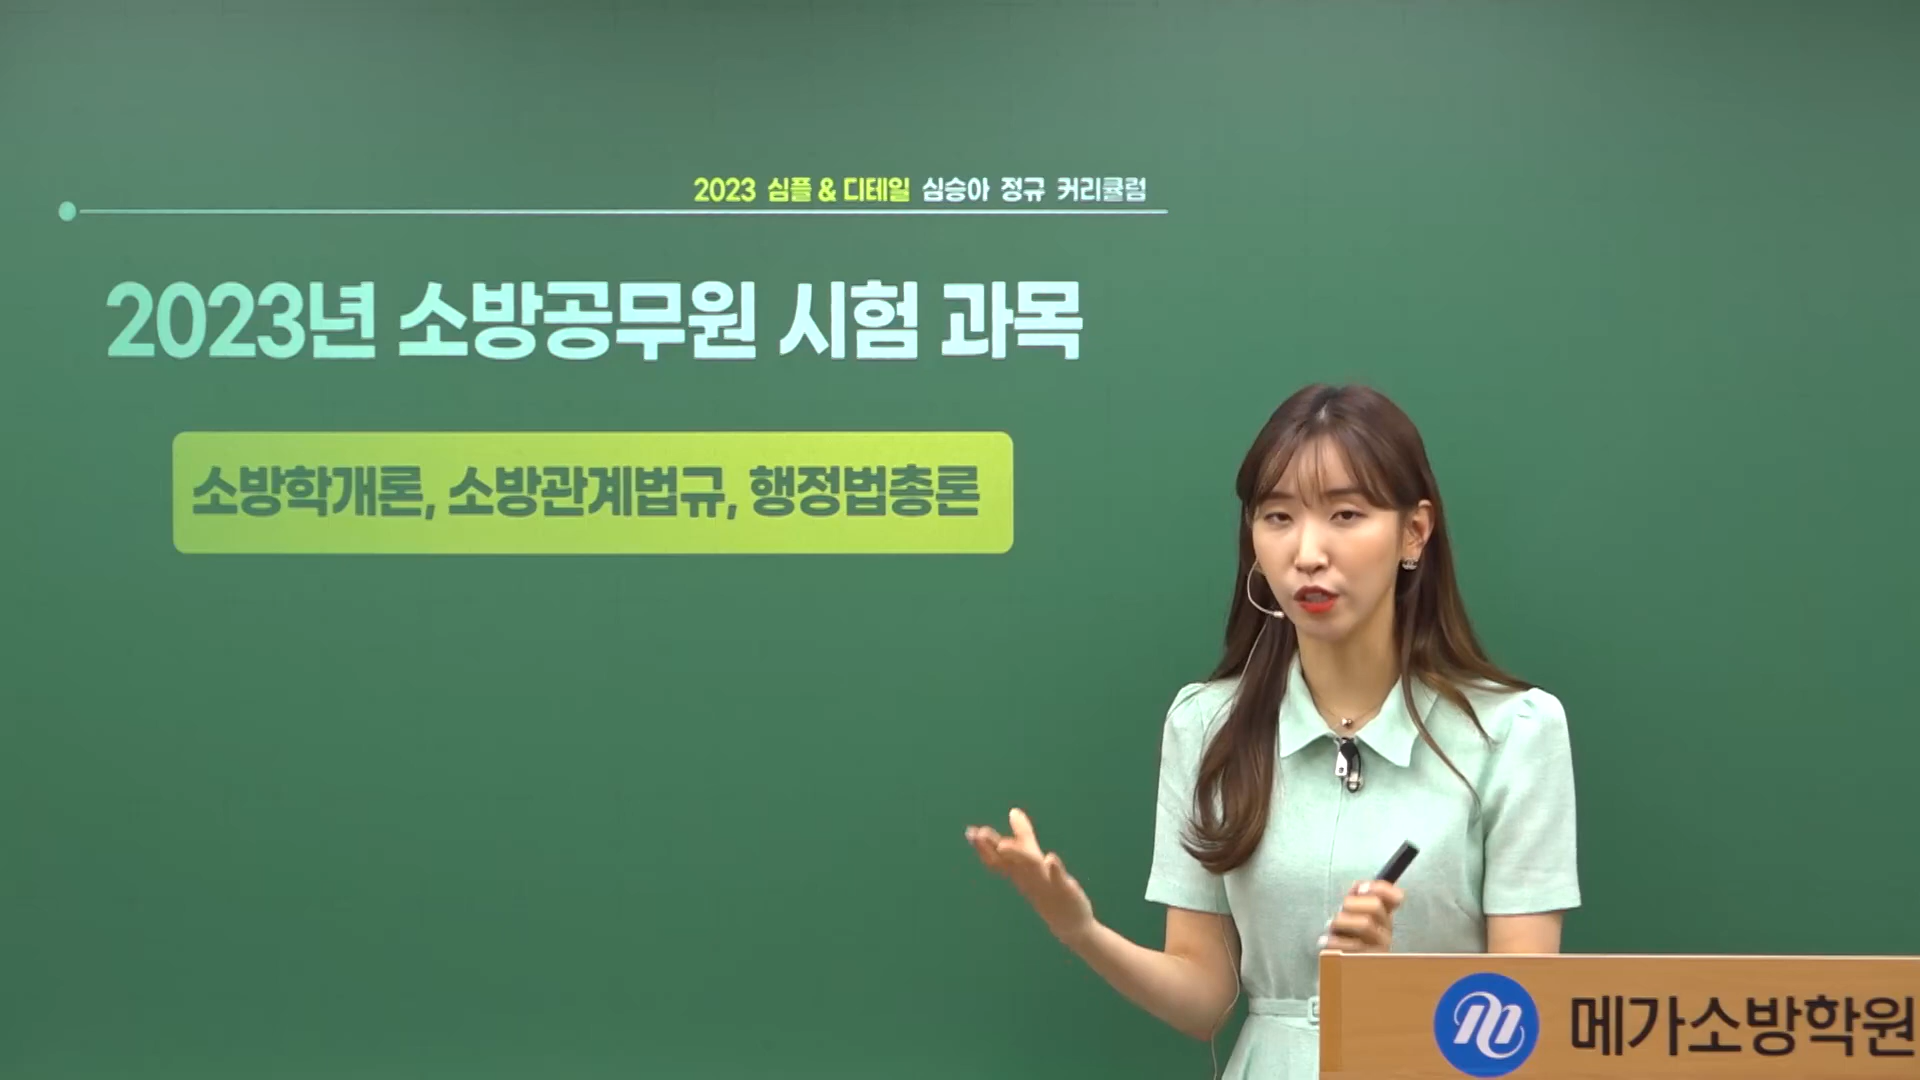 2023 심플 & 디테일 심승아 정규 커리큘럼
2023년 소방공무원 시험 과목
소방학개론, 소방관계법규, 행정법총론
메가소방학원